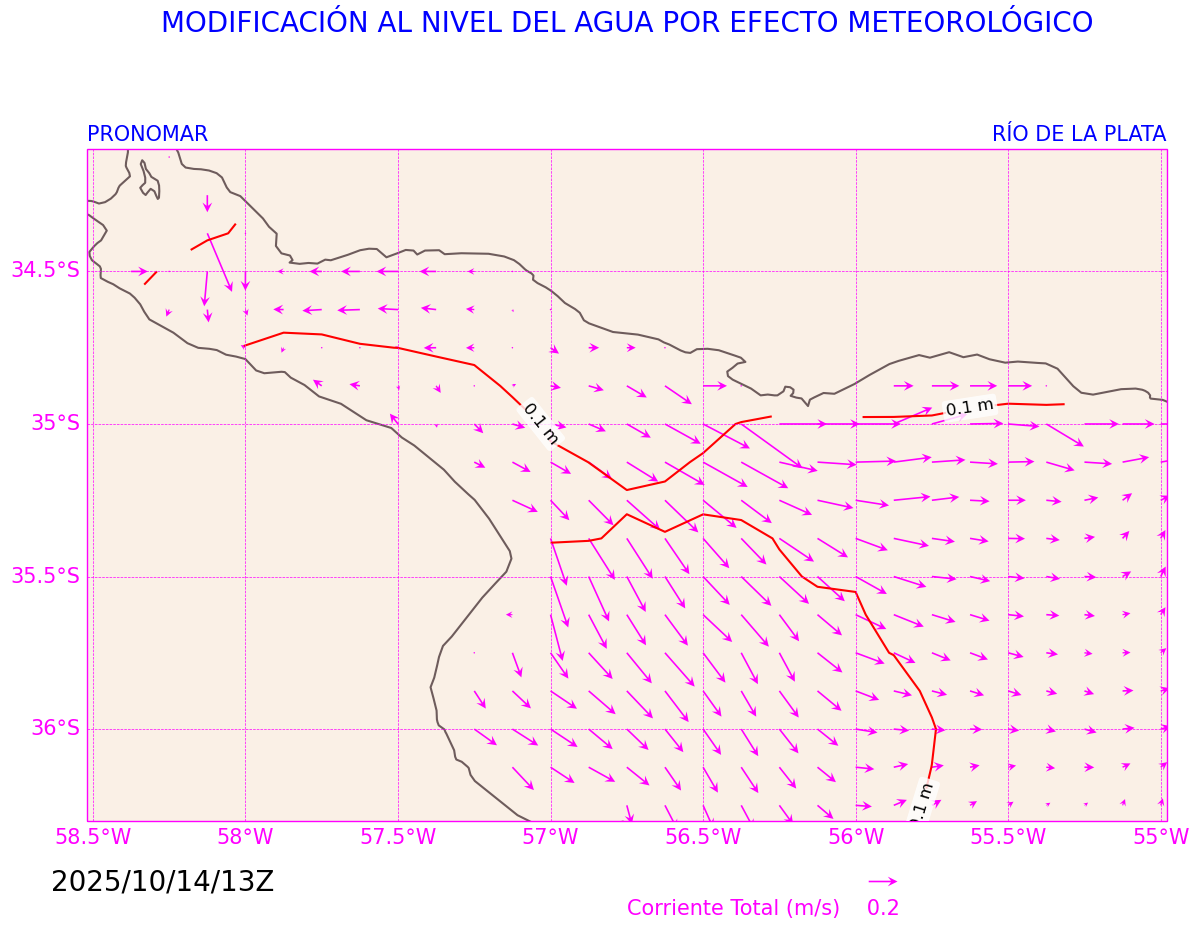 MODIFICACIÓN AL NIVEL DEL AGUA POR EFECTO METEOROLÓGICO
PRONOMAR
RÍO DE LA PLATA
34.5°S
35°S
35.5°S
36°S
0.1 m
0.1 m
0.1 m
58.5°W
58°W
57.5°W
57°W
56.5°W
56°W
55.5°W
55°W
2025/10/14/13Z
Corriente Total (m/s)
0.2